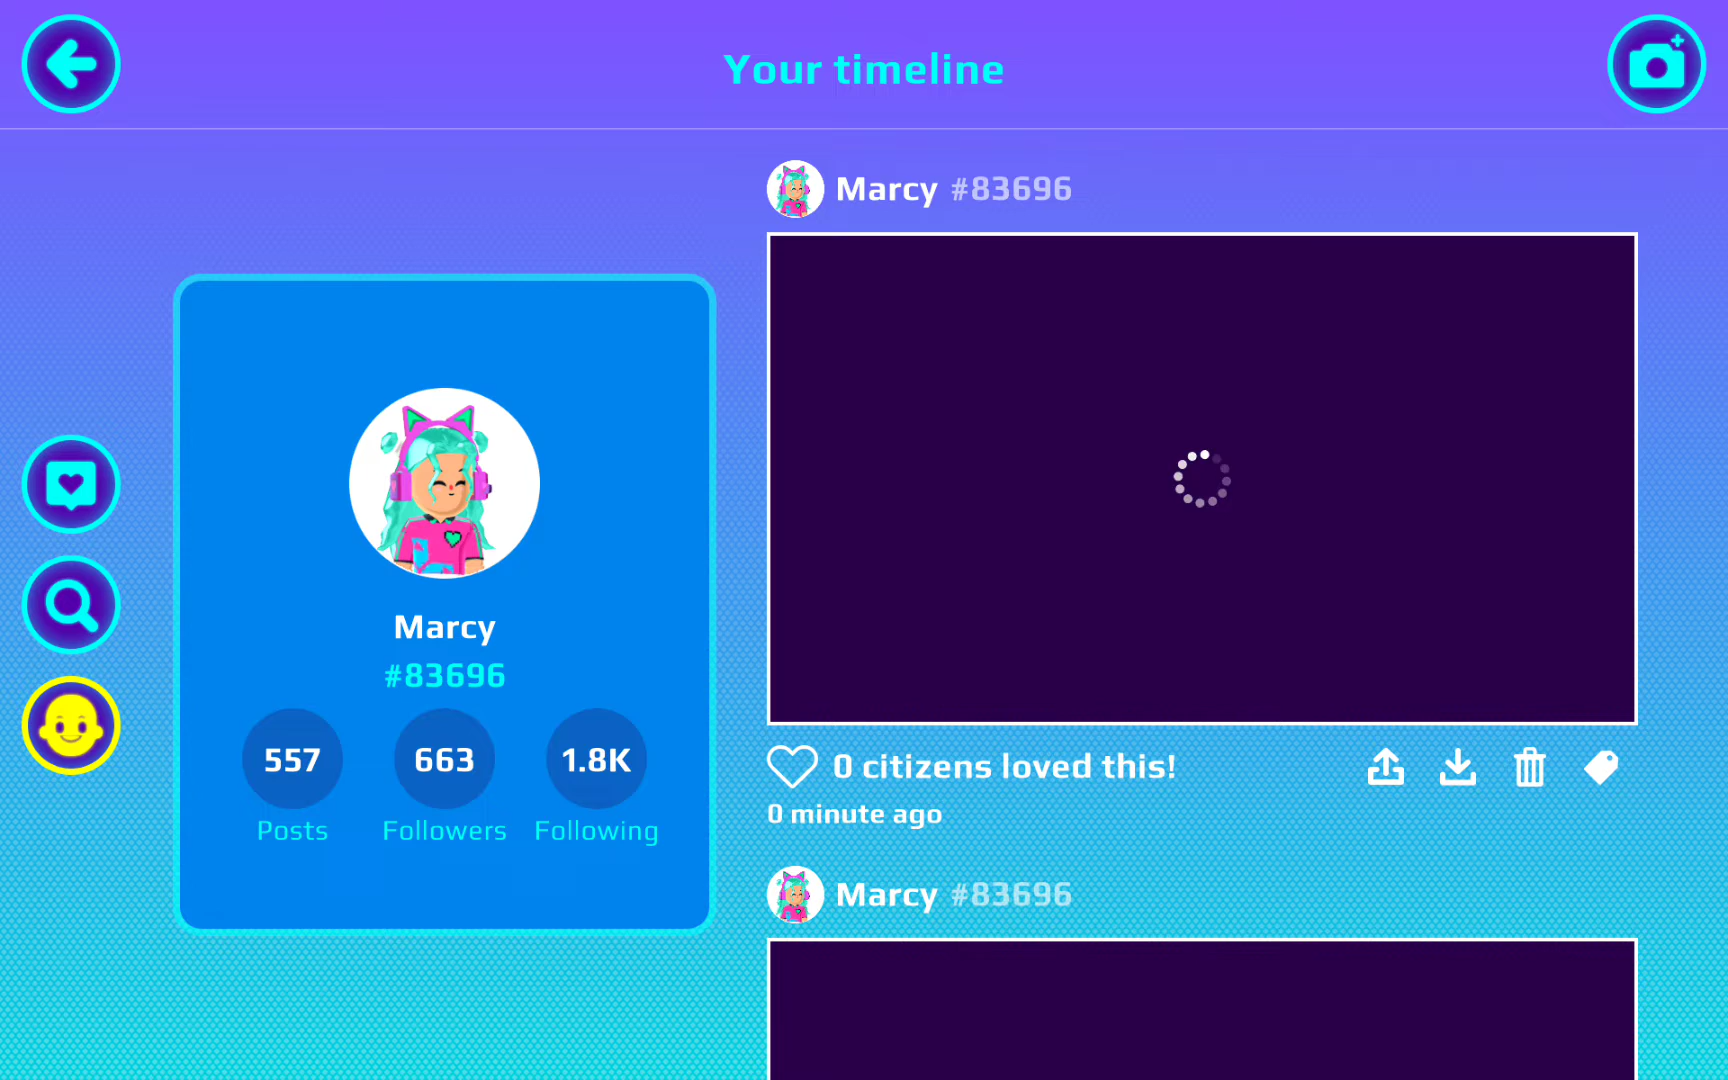 Your timeline
Marcy #83696
Marcy
#83696
557
663
1.8K
Posts
Followers
Following
0 citizens loved this!
0 minute ago
Marcy #83696